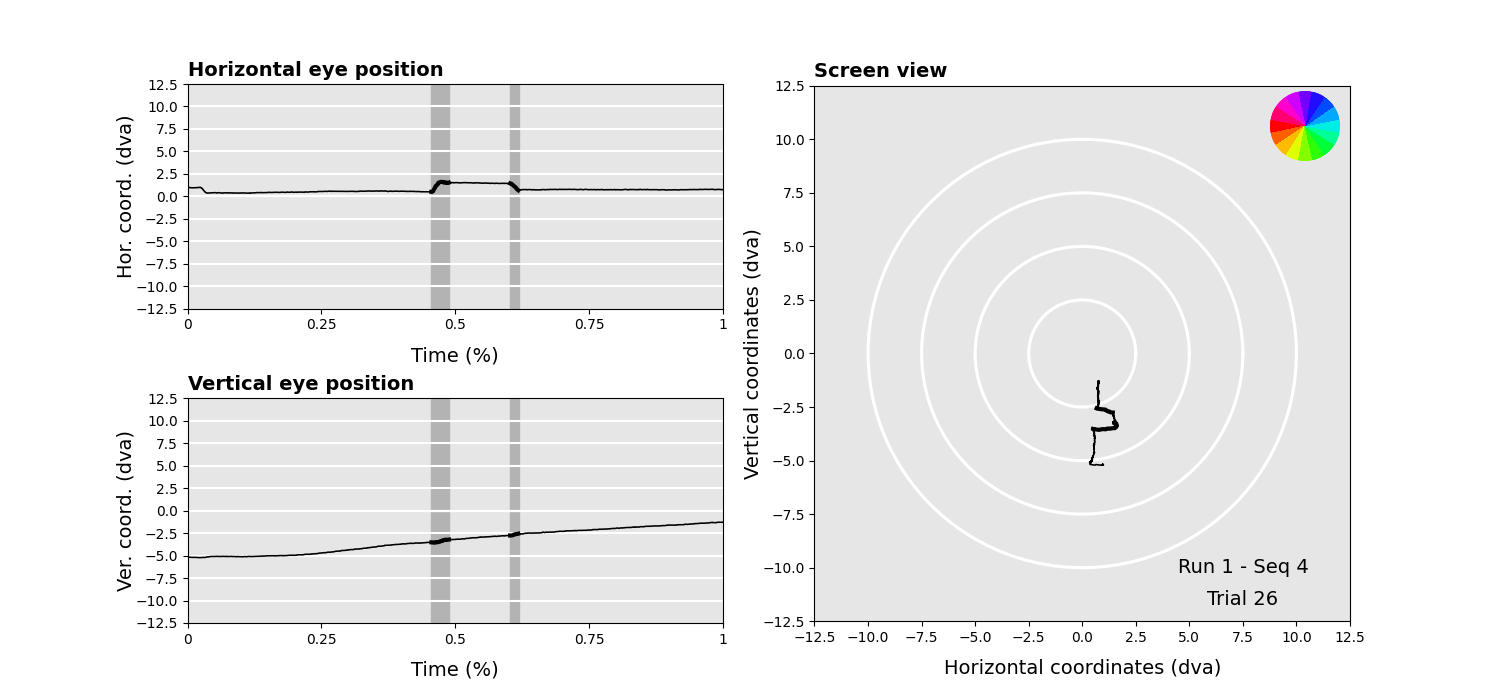 Horizontal eye position
12.5
10.0
7.5
5.0
2.5
0.0
−2.5
−5.0
−7.5
−10.0
−12.5
Hor. coord. (dva)
0 0.25 0.5 0.75 1
Time (%)
Vertical eye position
12.5
10.0
7.5
5.0
2.5
0.0
−2.5
−5.0
−7.5
−10.0
−12.5
Ver. coord. (dva)
0 0.25 0.5 0.75 1
Time (%)
Screen view
12.5
10.0
7.5
5.0
2.5
0.0
−2.5
−5.0
−7.5
−10.0
−12.5
Vertical coordinates (dva)
Run 1 - Seq 4
Trial 26
−12.5 −10.0 −7.5 −5.0 −2.5 0.0 2.5 5.0 7.5 10.0 12.5
Horizontal coordinates (dva)